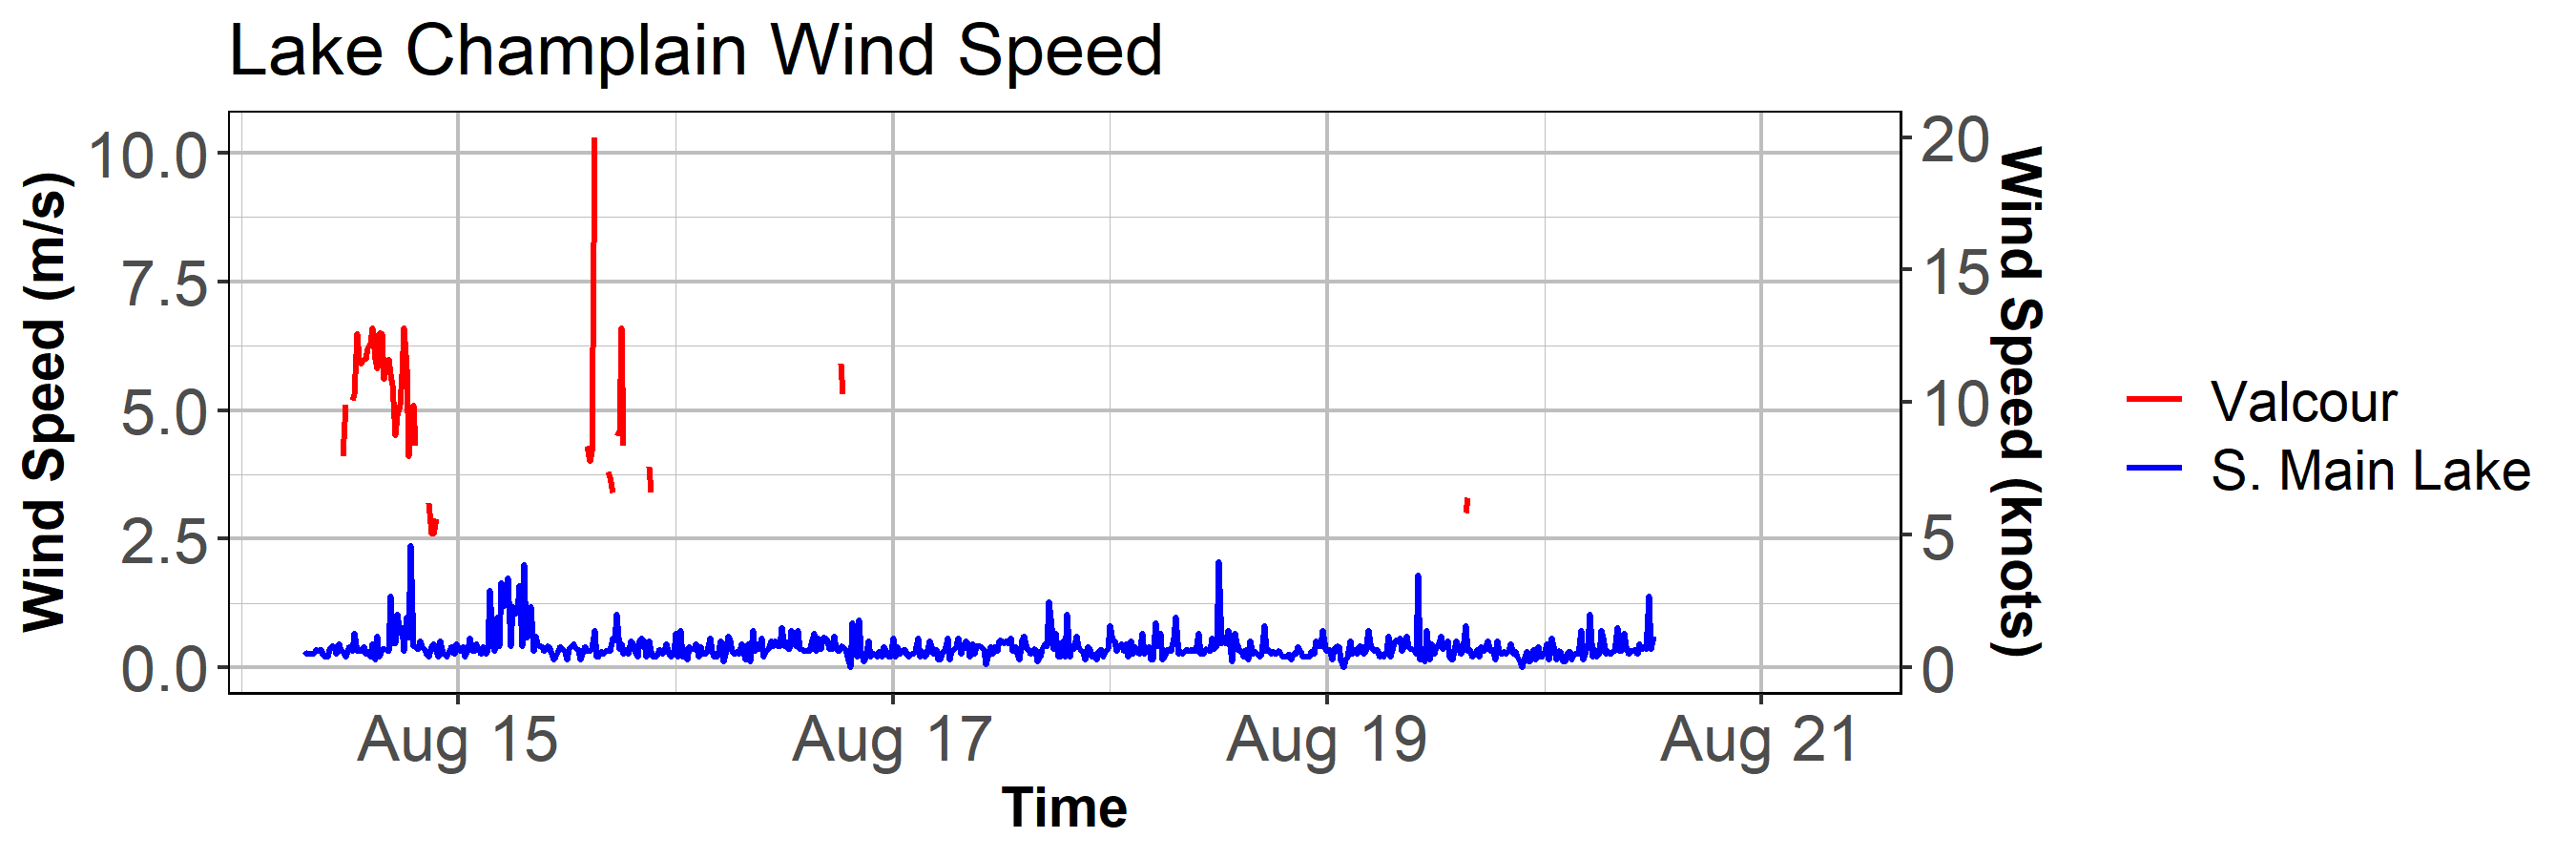 Lake Champlain Wind Speed
Wind Speed (m/s)
10.0
7.5
5.0
2.5
0.0
20
15
10
5
0
Wind Speed (knots)
Aug 15
Aug 17
Aug 19
Aug 21
Time
Valcour
S. Main Lake